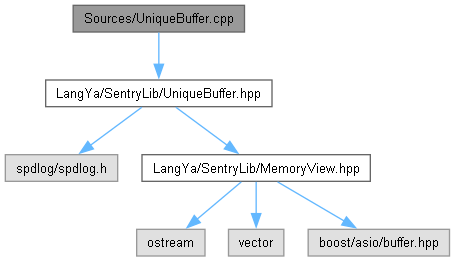 Sources/UniqueBuffer.cpp
LangYa/SentryLib/UniqueBuffer.hpp
spdlog/spdlog.h
LangYa/SentryLib/MemoryView.hpp
ostream
vector
boost/asio/buffer.hpp